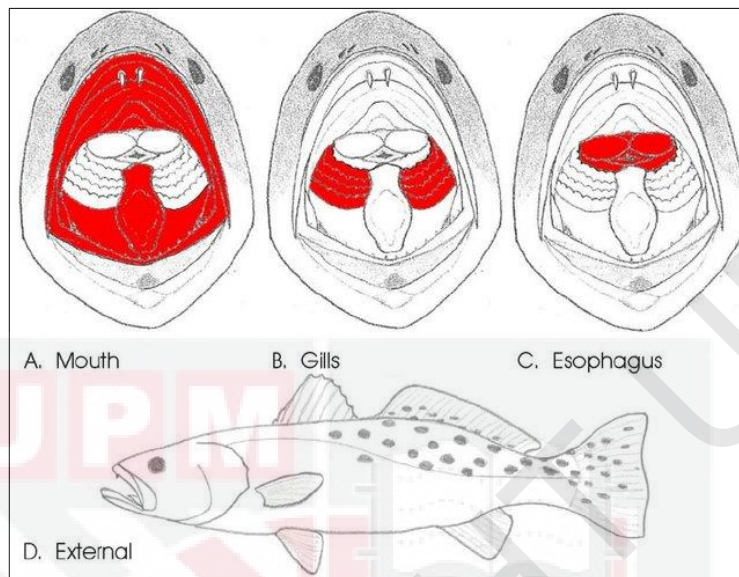 A. Mouth
B. Gills
C. Esophagus
UPM
D. External